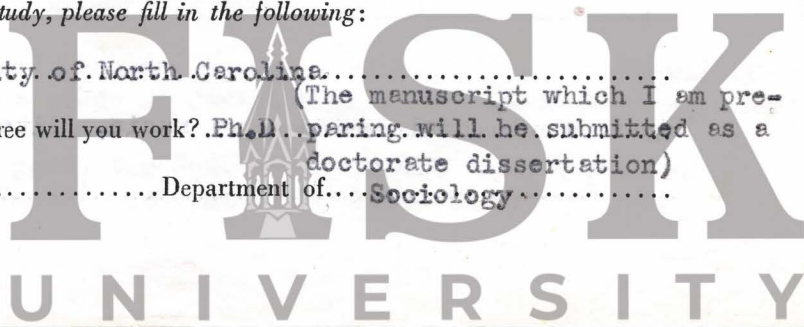 tudy, please fill in the following:
ty of North Carolina
(The manuscript which I am pre-
ree will you work? Ph.D. paring will be submitted as a
doctorate dissertation)
Department of Sociology
FISK
UNIVERSITY